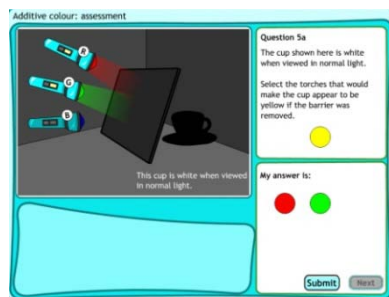 Additive colour: assessment
R
G
B
This cup is white when viewed
in normal light.
Question 5a
The cup shown here is white
when viewed in normal light.
Select the torches that would
make the cup appear to be
yellow if the barrier was
removed.
My answer is:
Submit
Next